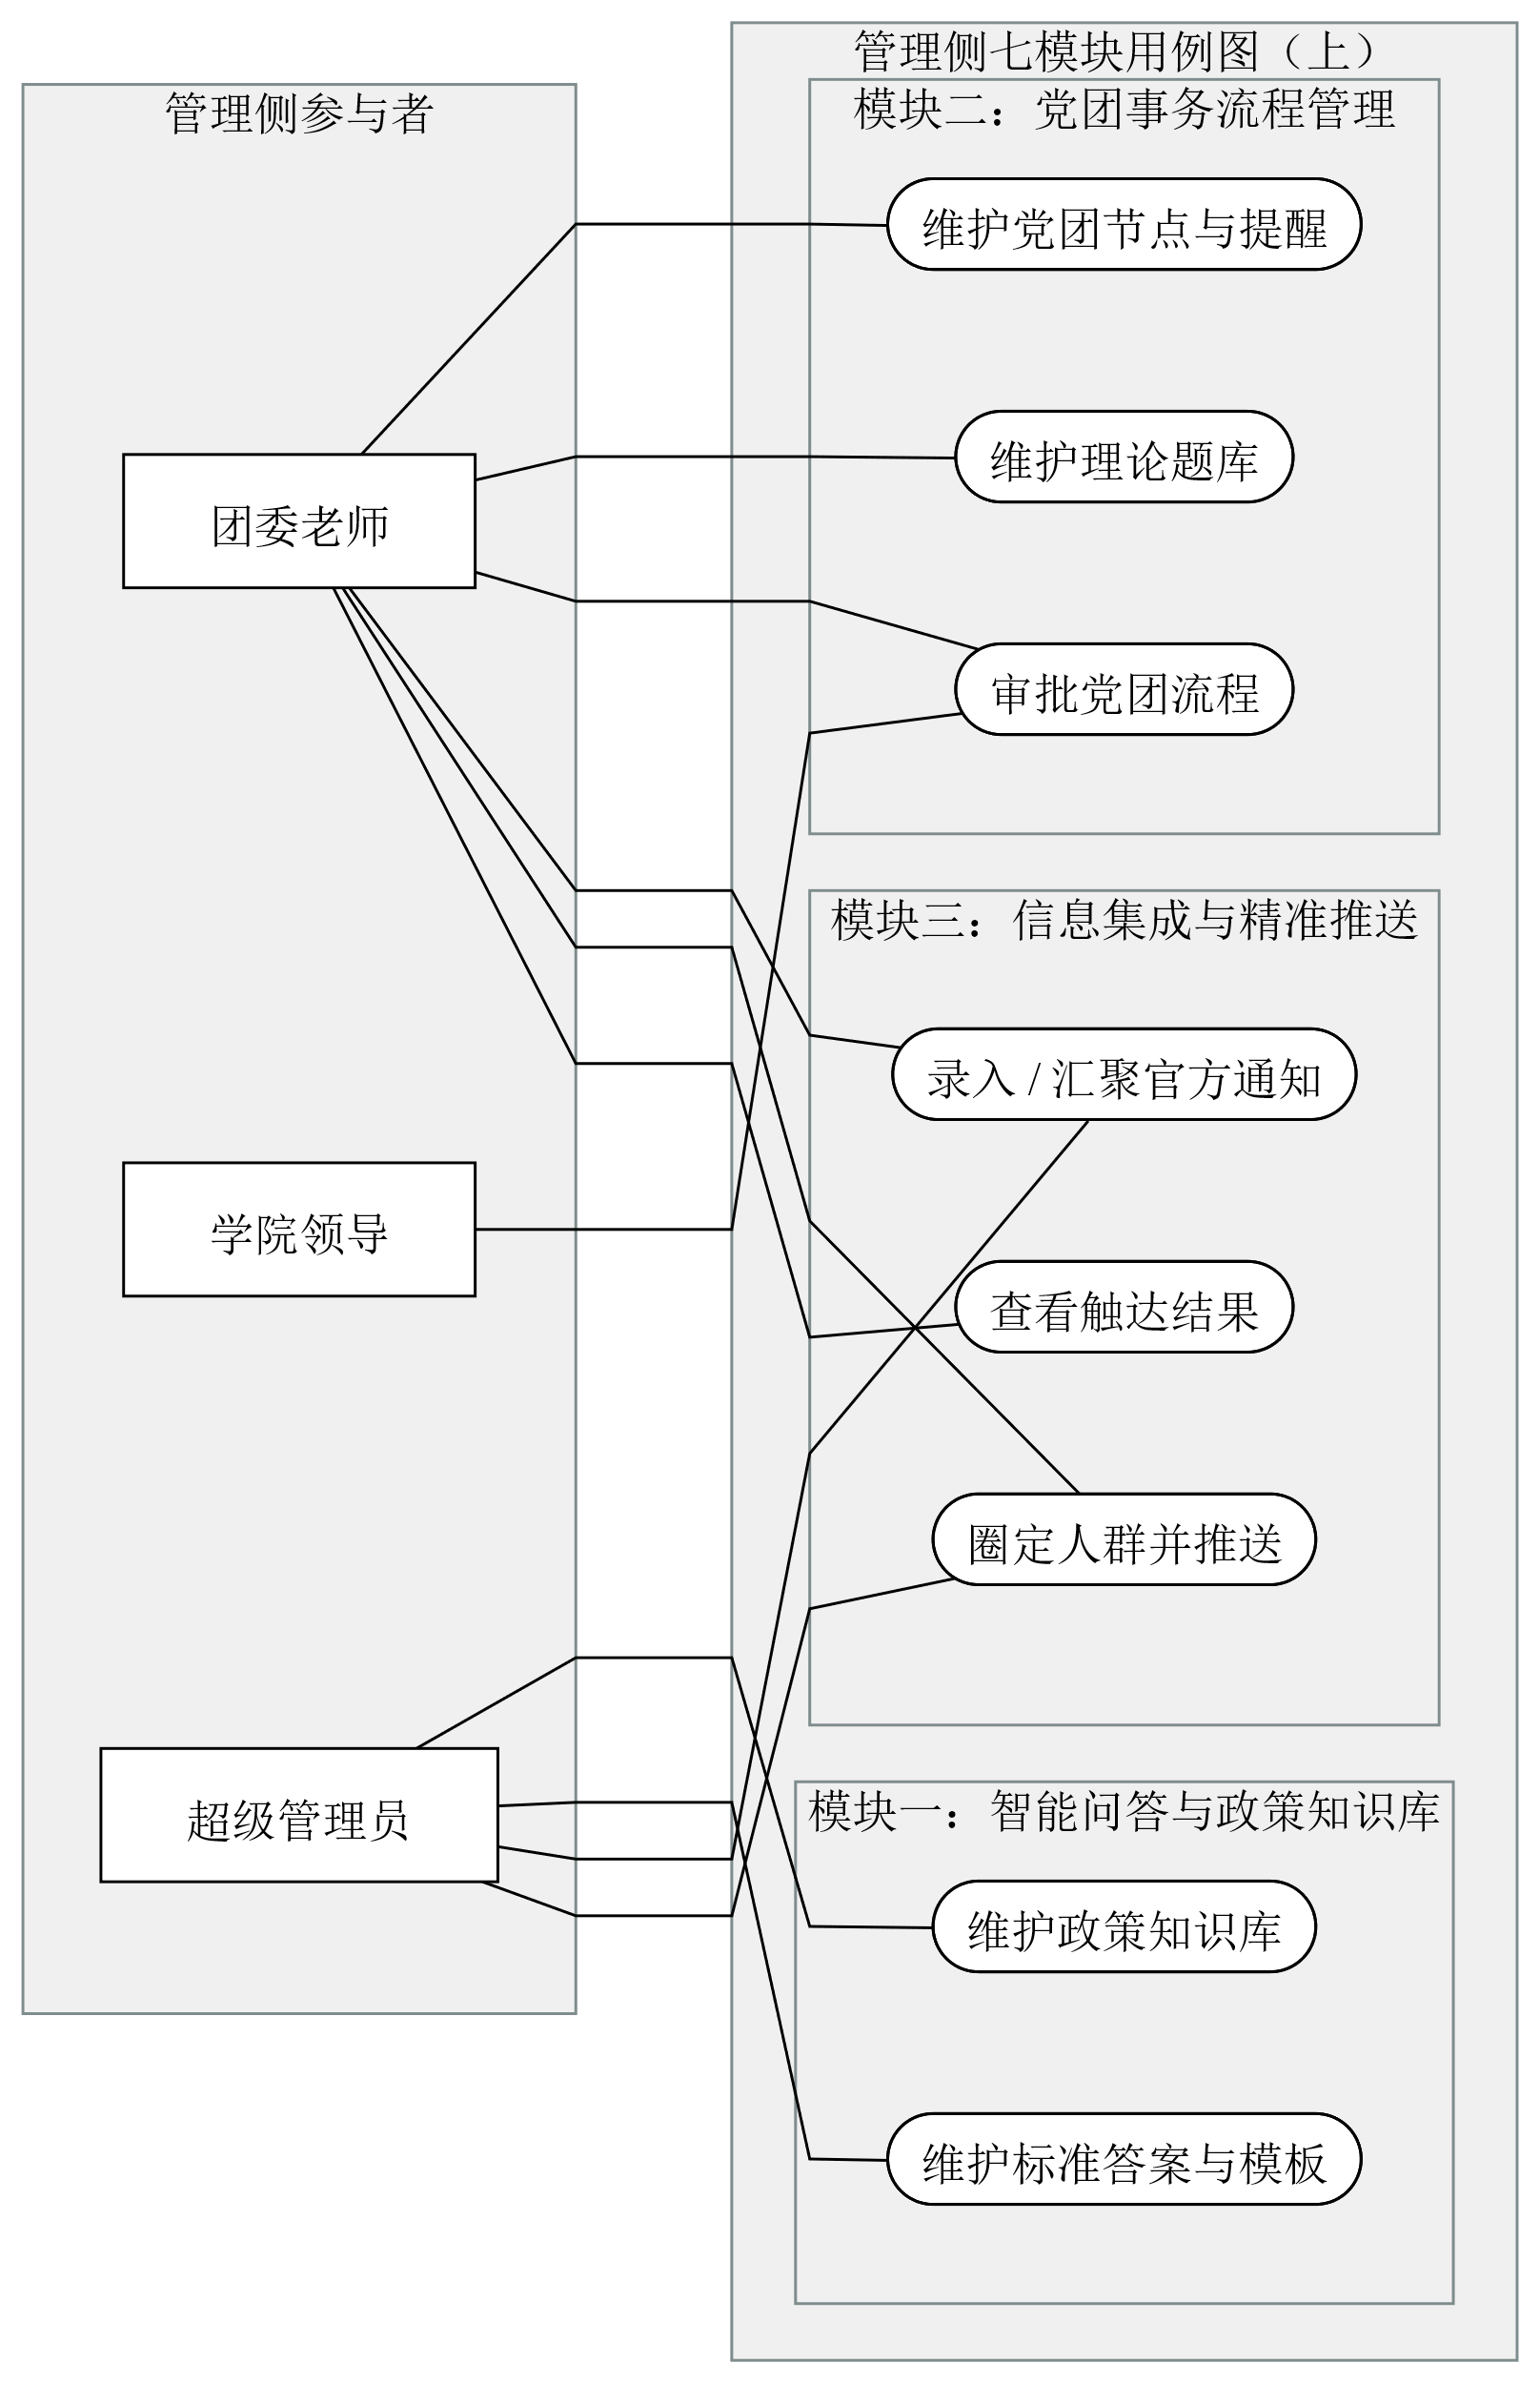 管理侧参与者
团委老师
学院领导
超级管理员
管理侧七模块用例图（上）
模块二：党团事务流程管理
维护党团节点与提醒
维护理论题库
审批党团流程
模块三：信息集成与精准推送
录入 / 汇聚官方通知
查看触达结果
圈定人群并推送
模块一：智能问答与政策知识库
维护政策知识库
维护标准答案与模板